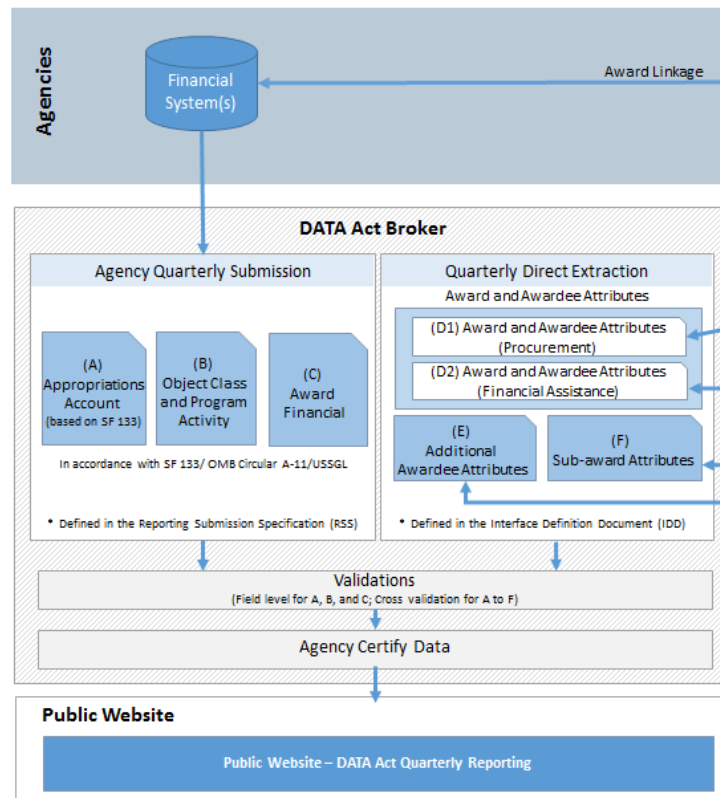 Agencies
Financial
System(s)
Award Linkage
DATA Act Broker
Agency Quarterly Submission
(A)
Appropriations
Account
(based on SF 133)
(B)
Object Class
and Program
Activity
(C)
Award
Financial
In accordance with SF 133/ OMB Circular A-11/USSGL
* Defined in the Reporting Submission Specification (RSS)
Quarterly Direct Extraction
Award and Awardee Attributes
(D1) Award and Awardee Attributes
(Procurement)
(D2) Award and Awardee Attributes
(Financial Assistance)
(E)
Additional
Awardee Attributes
(F)
Sub-award Attributes
* Defined in the Interface Definition Document (IDD)
Validations
(Field level for A, B, and C; Cross validation for A to F)
Agency Certify Data
Public Website
Public Website – DATA Act Quarterly Reporting